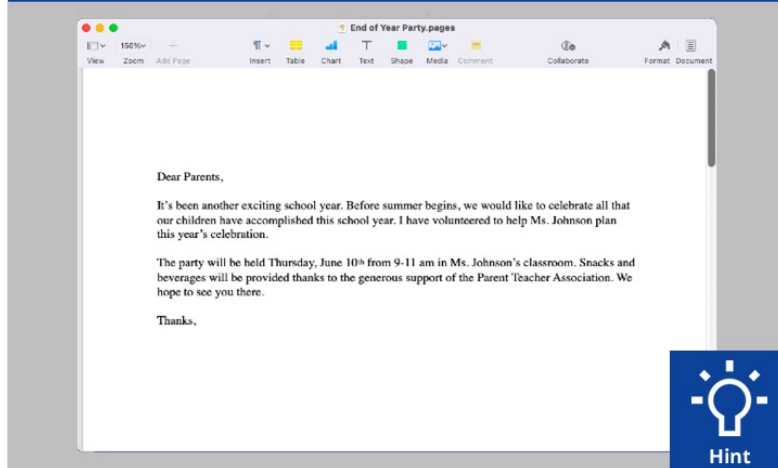 End of Year Party.pages
150%
View Zoom Add Page Insert Table Chart Text Shape Media Comment Collaborate Format Document
Dear Parents,
It's been another exciting school year. Before summer begins, we would like to celebrate all that
our children have accomplished this school year. I have volunteered to help Ms. Johnson plan
this year's celebration.
The party will be held Thursday, June 10th from 9-11 am in Ms. Johnson's classroom. Snacks and
beverages will be provided thanks to the generous support of the Parent Teacher Association. We
hope to see you there.
Thanks,
Hint